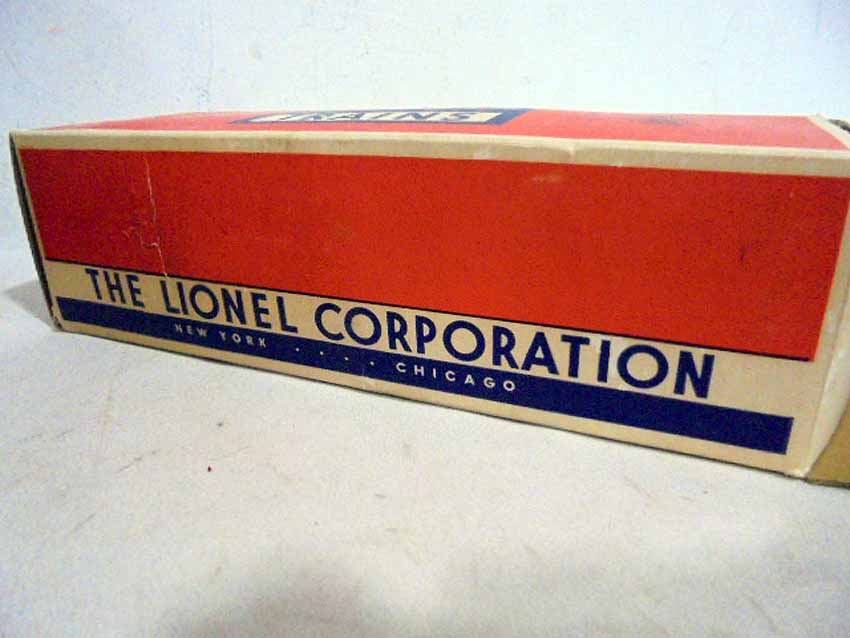 TRAINS
THE LIONEL CORPORATION
NEW YORK .... CHICAGO